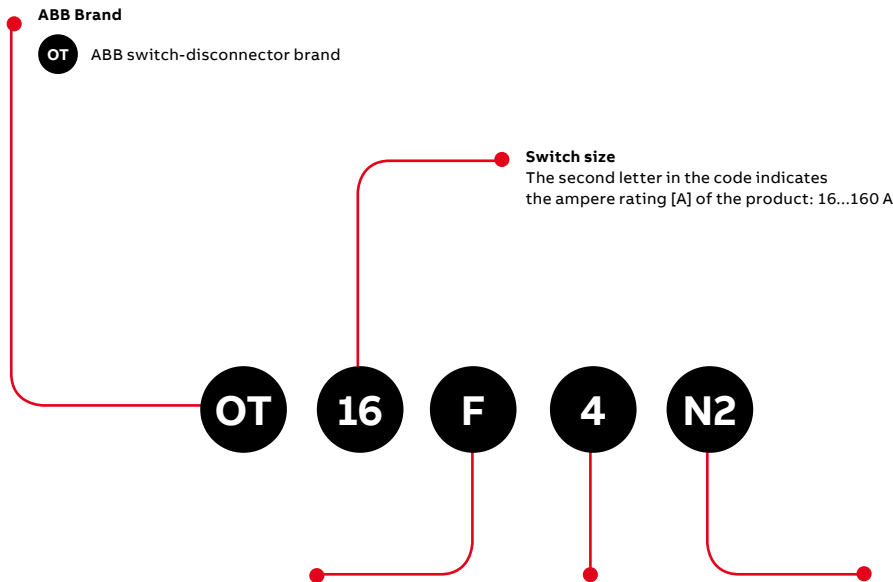 ABB Brand
OT ABB switch-disconnector brand
Switch size
The second letter in the code indicates
the ampere rating [A] of the product: 16...160 A
OT 16 F 4 N2